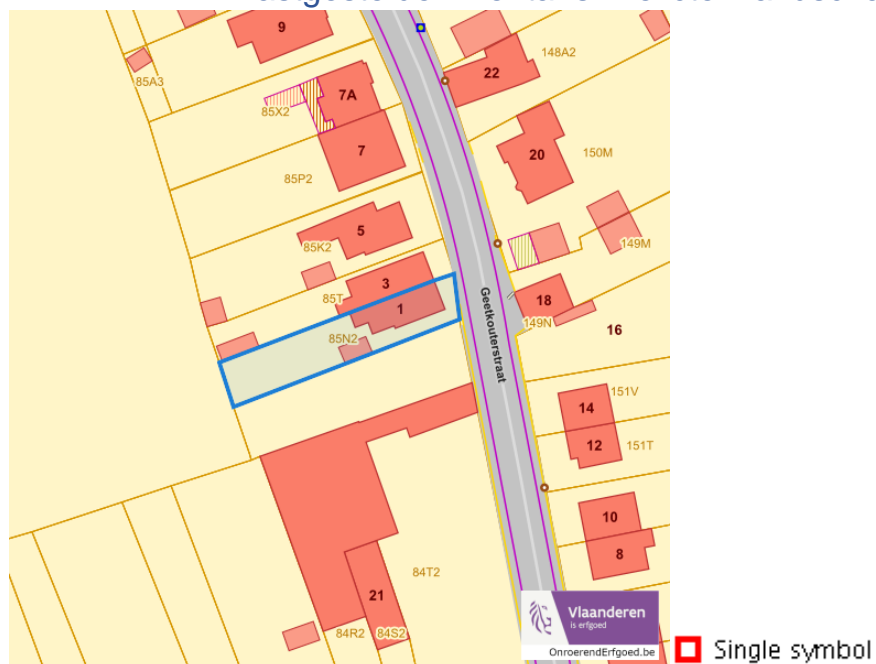 9
148A2
22
85A3
7A
85X2
7
20
150M
85P2
5
85K2
149M
3
85T
1
18
149N
Geetkouterstraat
16
85N2
151V
14
12
151T
10
8
84T2
21
84R2
84S2
Vlaanderen
is erfgoed
OnroerendErfgoed.be
Single symbol